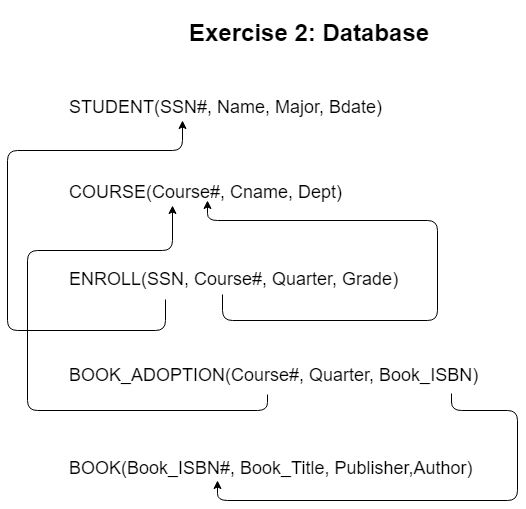 Exercise 2: Database
STUDENT(SSN#, Name, Major, Bdate)
COURSE(Course#, Cname, Dept)
ENROLL(SSN, Course#, Quarter, Grade)
BOOK_ADOPTION(Course#, Quarter, Book_ISBN)
BOOK(Book_ISBN#, Book_Title, Publisher,Author)